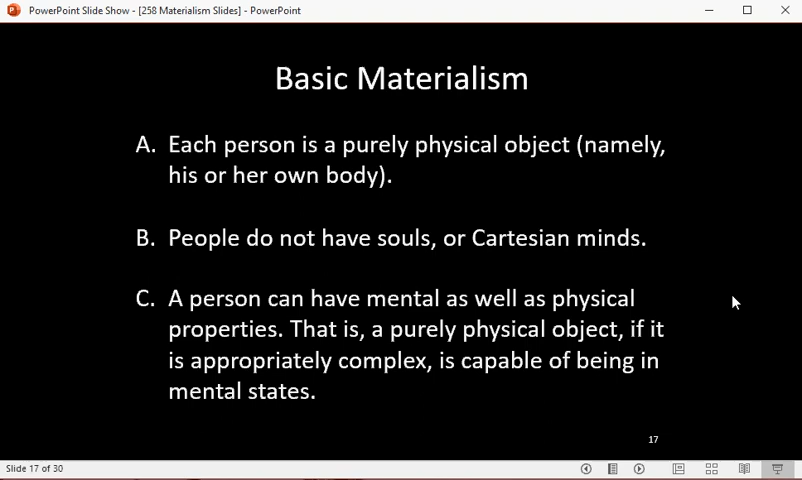 PowerPoint Slide Show - [258 Materialism Slides] - PowerPoint
Basic Materialism
A. Each person is a purely physical object (namely,
his or her own body).
B. People do not have souls, or Cartesian minds.
C. A person can have mental as well as physical
properties. That is, a purely physical object, if it
is appropriately complex, is capable of being in
mental states.
17
Slide 17 of 30